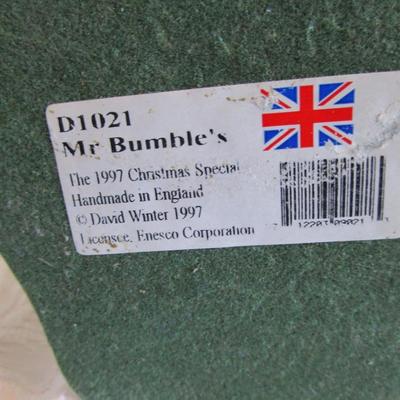 D1021
Mr Bumble's
The 1997 Christmas Special
Handmade in England
© David Winter 1997
Licensee, Enesco Corporation